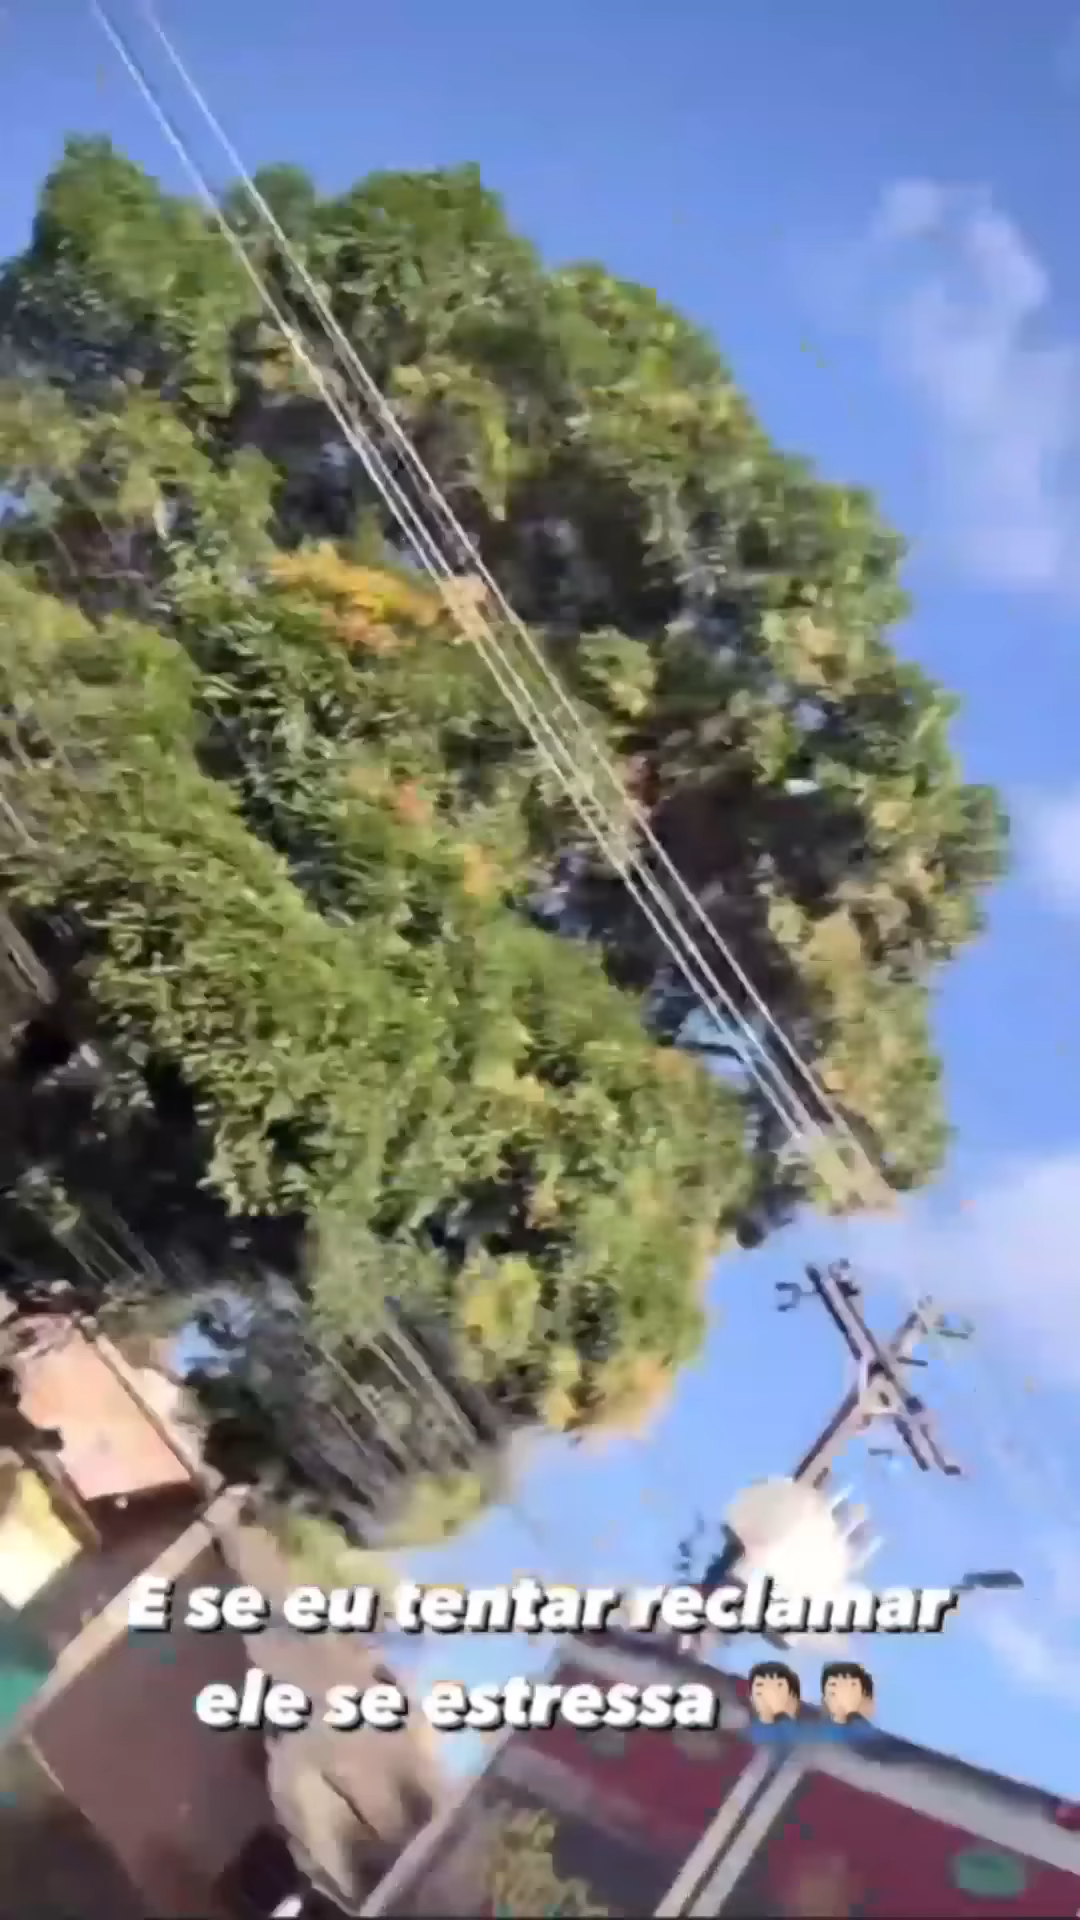 E se eu tentar reclamar
ele se estressa 🤦🏻‍♂️🤦🏻‍♂️